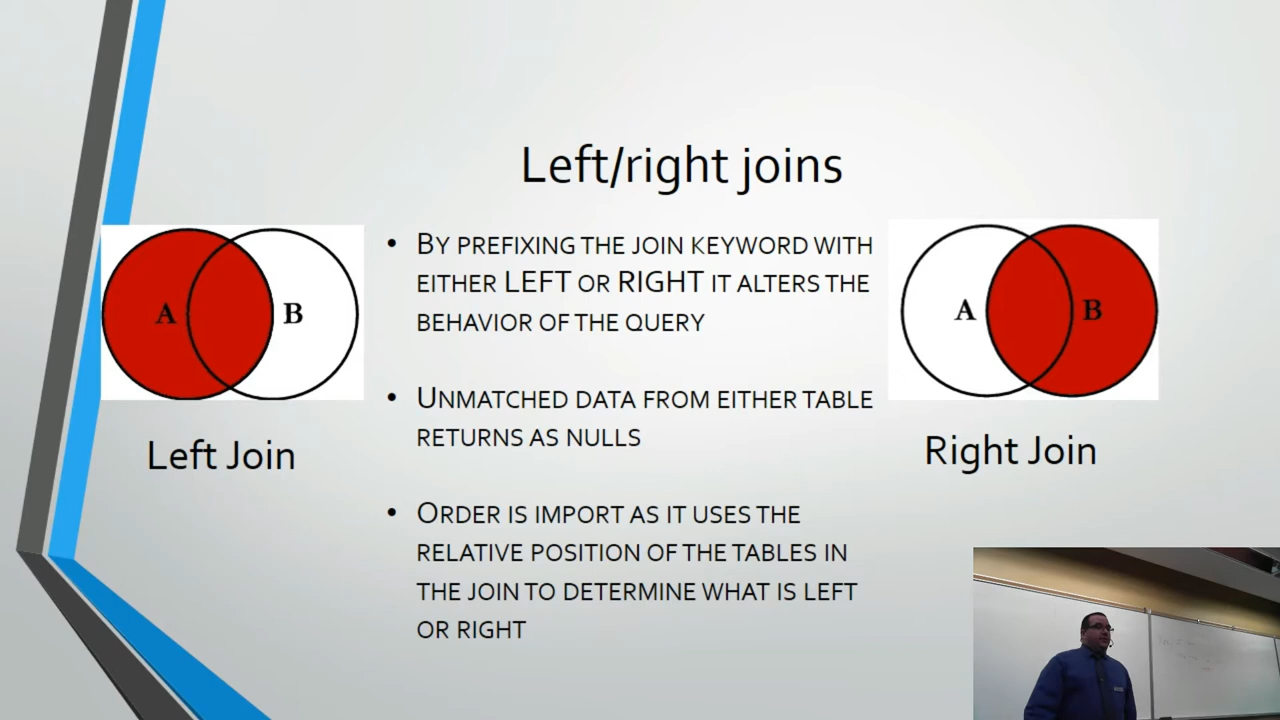 Left/right joins
A
B
Left Join
• BY PREFIXING THE JOIN KEYWORD WITH
EITHER LEFT OR RIGHT IT ALTERS THE
BEHAVIOR OF THE QUERY
• UNMATCHED DATA FROM EITHER TABLE
RETURNS AS NULLS
• ORDER IS IMPORT AS IT USES THE
RELATIVE POSITION OF THE TABLES IN
THE JOIN TO DETERMINE WHAT IS LEFT
OR RIGHT
A
B
Right Join